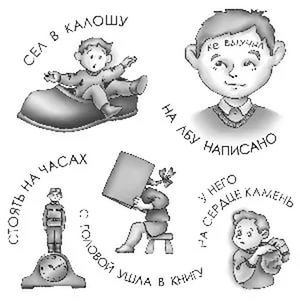 СЕЛ В КАЛОШУ
не выучил
НА ЛБУ НАПИСАНО
СТОЯТЬ НА ЧАСАХ
С ГОЛОВОЙ УШЛА В КНИГУ
У НЕГО
НА СЕРДЦЕ КАМЕНЬ